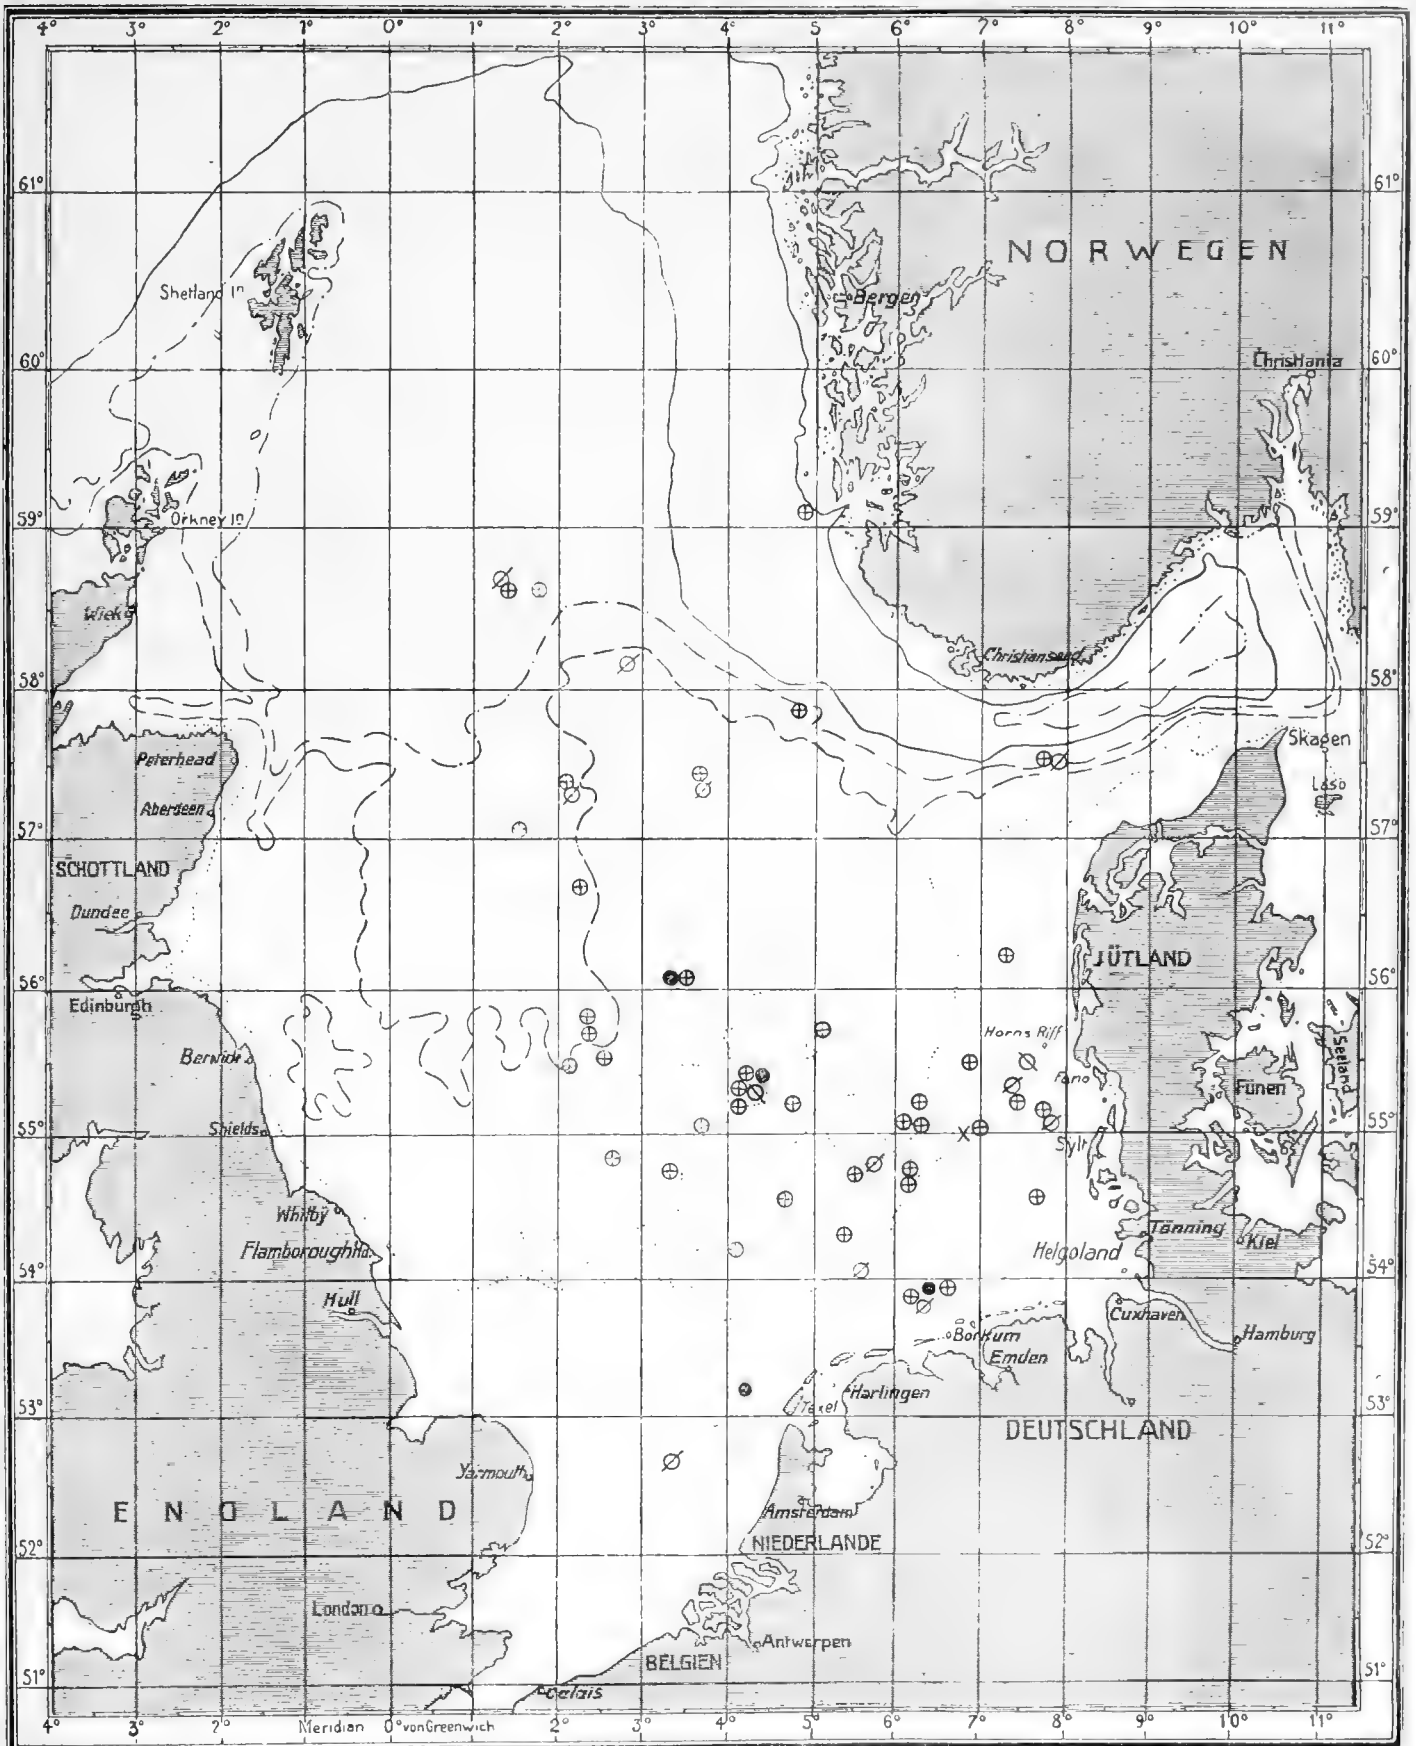 4° 3° 2° 1° 0° 1° 2° 3° 4° 5° 6° 7° 8° 9° 10° 11°
61° 61°
NORWEGEN
Shetland In
Bergen
60° 60°
Christiania
59° 59°
Orkney In
Wick
Christiansand
58° 58°
Skagen
Peterhead
Läsö
Aberdeen
57° 57°
SCHOTTLAND
Dundee
JÜTLAND
56° 56°
Edinburgh
Horns Riff
Berwick
Seeland
Fanö
Fünen
55° 55°
Shields
Sylt
Whitby
Tönning
Flamborough Hd.
Helgoland
Kiel
54° 54°
Hull
Cuxhaven
Borkum
Hamburg
Emden
Harlingen
Texel
53° 53°
DEUTSCHLAND
Yarmouth
ENGLAND
Amsterdam
NIEDERLANDE
52° 52°
London
Antwerpen
BELGIEN
51° 51°
Calais
4° 3° 2° 1° Meridian 0° von Greenwich 1° 2° 3° 4° 5° 6° 7° 8° 9° 10° 11°